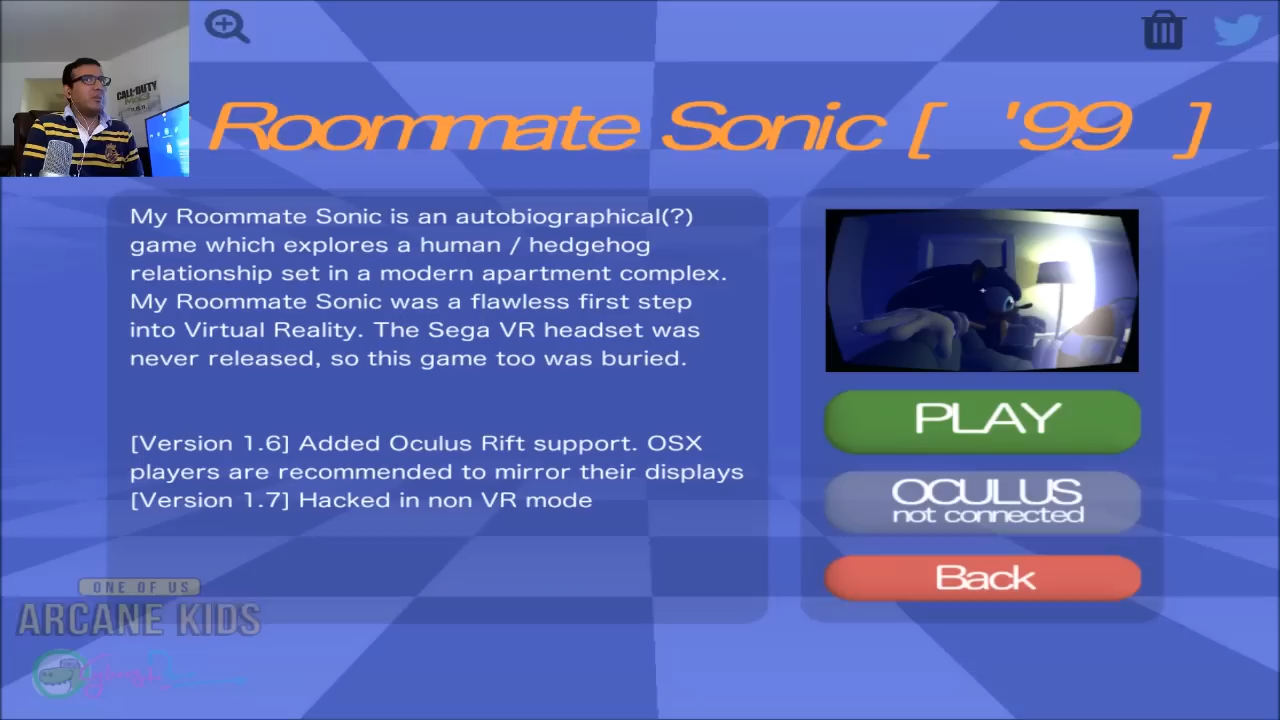 CALL OF DUTY
Roommate Sonic [ '99 ]
My Roommate Sonic is an autobiographical(?)
game which explores a human / hedgehog
relationship set in a modern apartment complex.
My Roommate Sonic was a flawless first step
into Virtual Reality. The Sega VR headset was
never released, so this game too was buried.
[Version 1.6] Added Oculus Rift support. OSX
players are recommended to mirror their displays
[Version 1.7] Hacked in non VR mode
PLAY
OCULUS
not connected
Back
ONE OF US
ARCANE KIDS